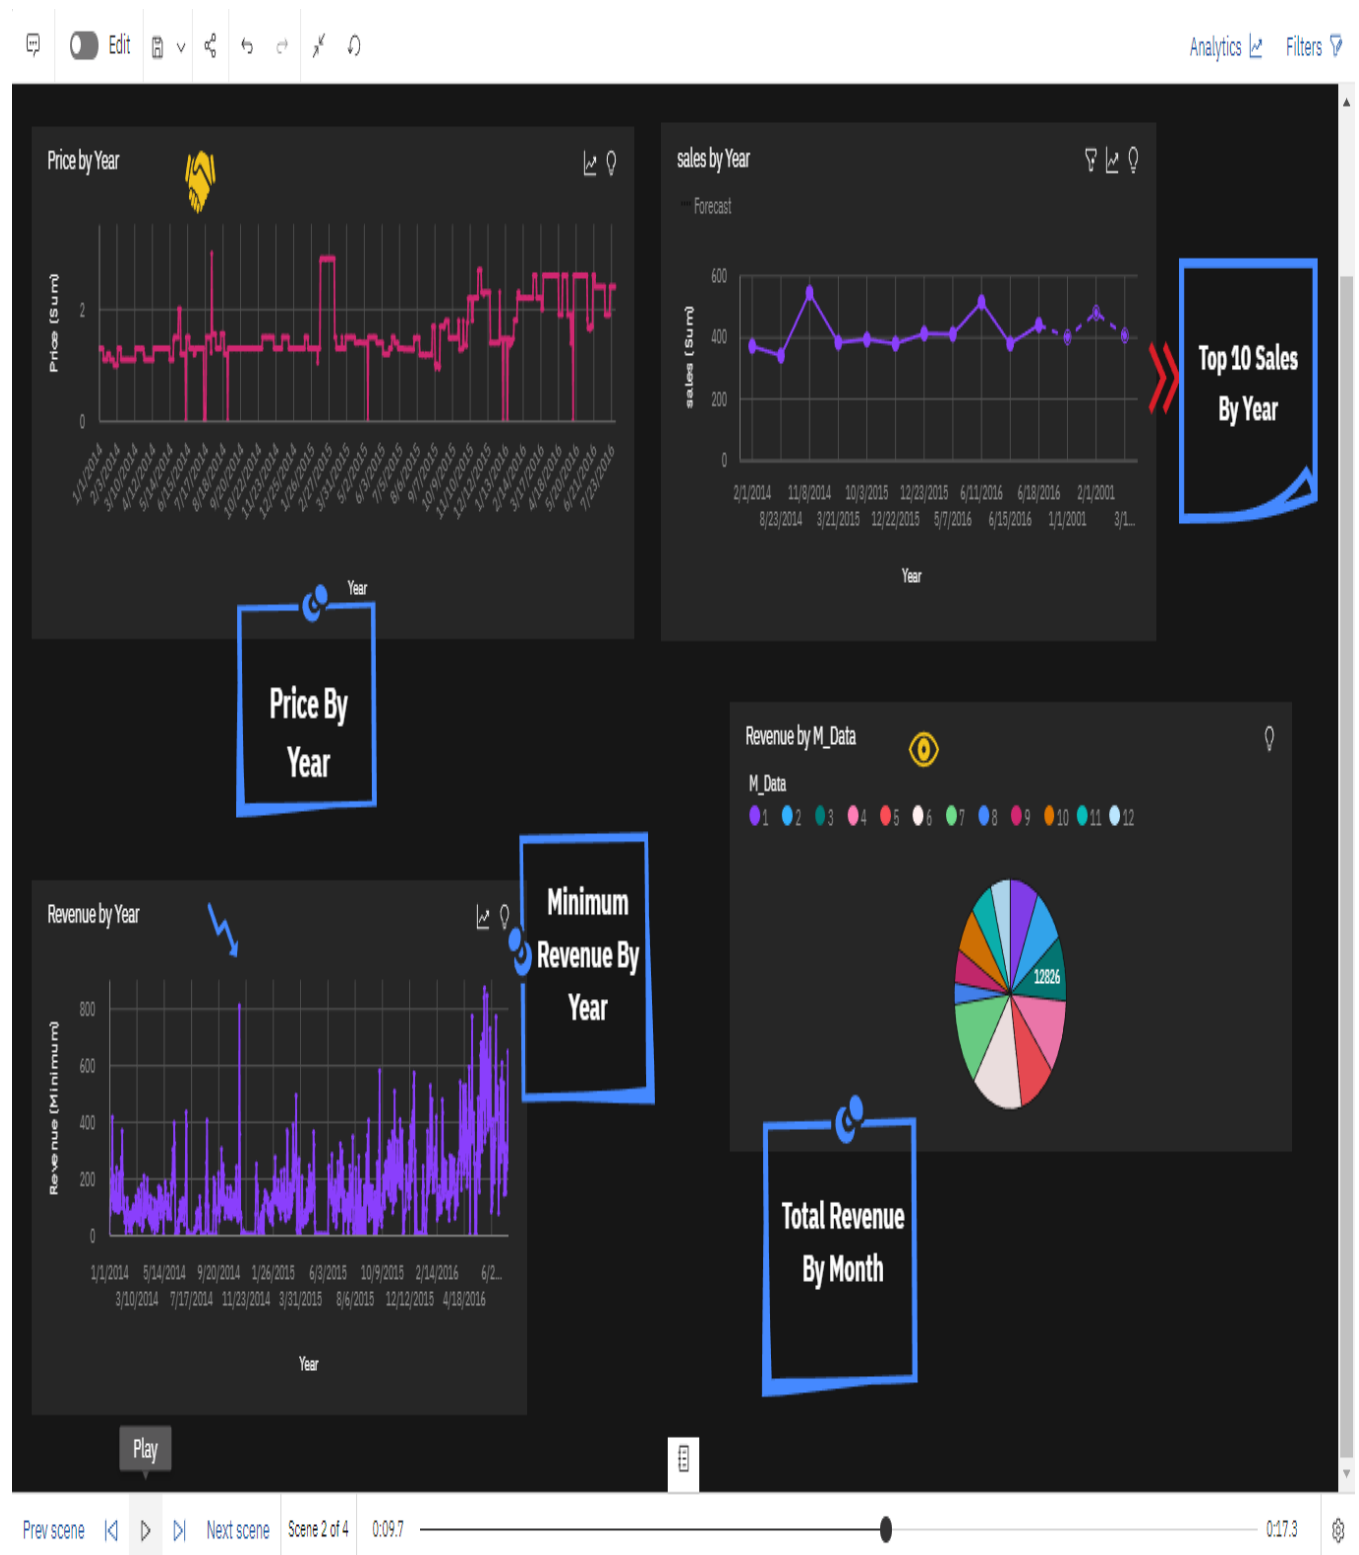 Edit
Analytics
Filters
Price by Year
Price (Sum)
2
0
1/1/2014 2/3/2014 3/10/2014 4/12/2014 5/14/2014 6/15/2014 7/17/2014 8/18/2014 9/20/2014 10/22/2014 11/23/2014 12/25/2014 1/26/2015 2/27/2015 3/31/2015 5/2/2015 6/3/2015 7/5/2015 8/6/2015 9/7/2015 10/9/2015 11/10/2015 12/12/2015 1/13/2016 2/14/2016 3/17/2016 4/18/2016 5/20/2016 6/21/2016 7/23/2016
Year
Price By
Year
sales by Year
Forecast
sales (Sum)
600
400
200
0
2/1/2014 11/8/2014 10/3/2015 12/23/2015 6/11/2016 6/18/2016 2/1/2001
8/23/2014 3/21/2015 12/22/2015 5/7/2016 6/15/2016 1/1/2001 3/1...
Year
Top 10 Sales
By Year
Revenue by Year
Revenue (Minimum)
800
600
400
200
0
1/1/2014 5/14/2014 9/20/2014 1/26/2015 6/3/2015 10/9/2015 2/14/2016 6/2...
3/10/2014 7/17/2014 11/23/2014 3/31/2015 8/6/2015 12/12/2015 4/18/2016
Year
Minimum
Revenue By
Year
Revenue by M_Data
M_Data
1 2 3 4 5 6 7 8 9 10 11 12
12826
Total Revenue
By Month
Play
Prev scene
Next scene
Scene 2 of 4
0:09.7
0:17.3